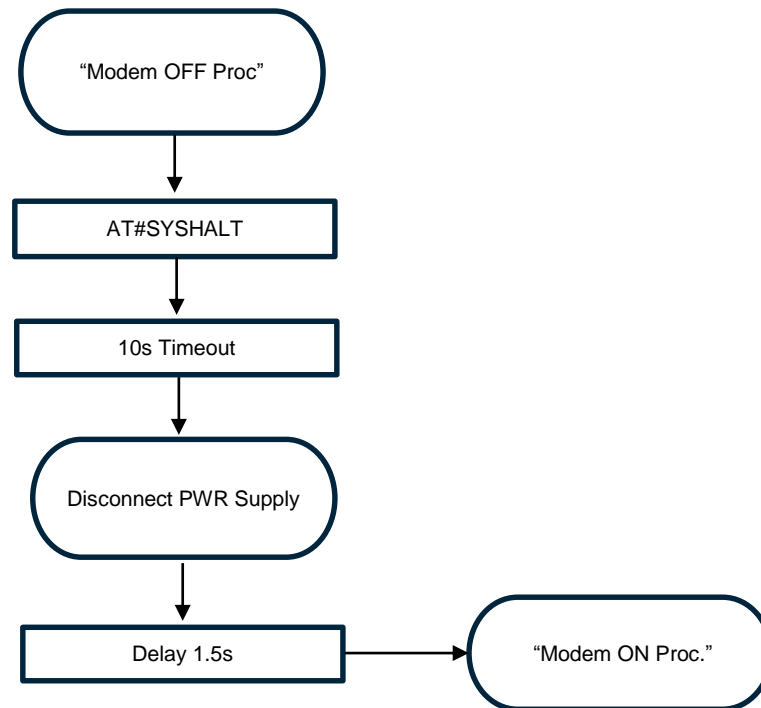 “Modem OFF Proc”
AT#SYSHALT
10s Timeout
Disconnect PWR Supply
Delay 1.5s
“Modem ON Proc.”